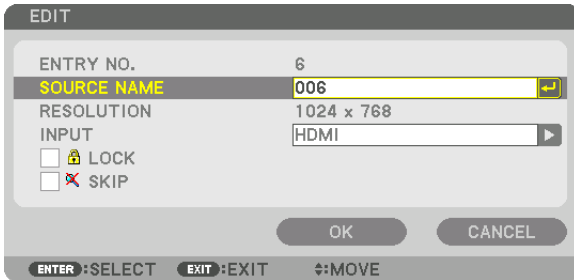 EDIT
ENTRY NO. 6
SOURCE NAME 006
RESOLUTION 1024 x 768
INPUT HDMI
LOCK
SKIP
OK CANCEL
ENTER :SELECT EXIT :EXIT :MOVE